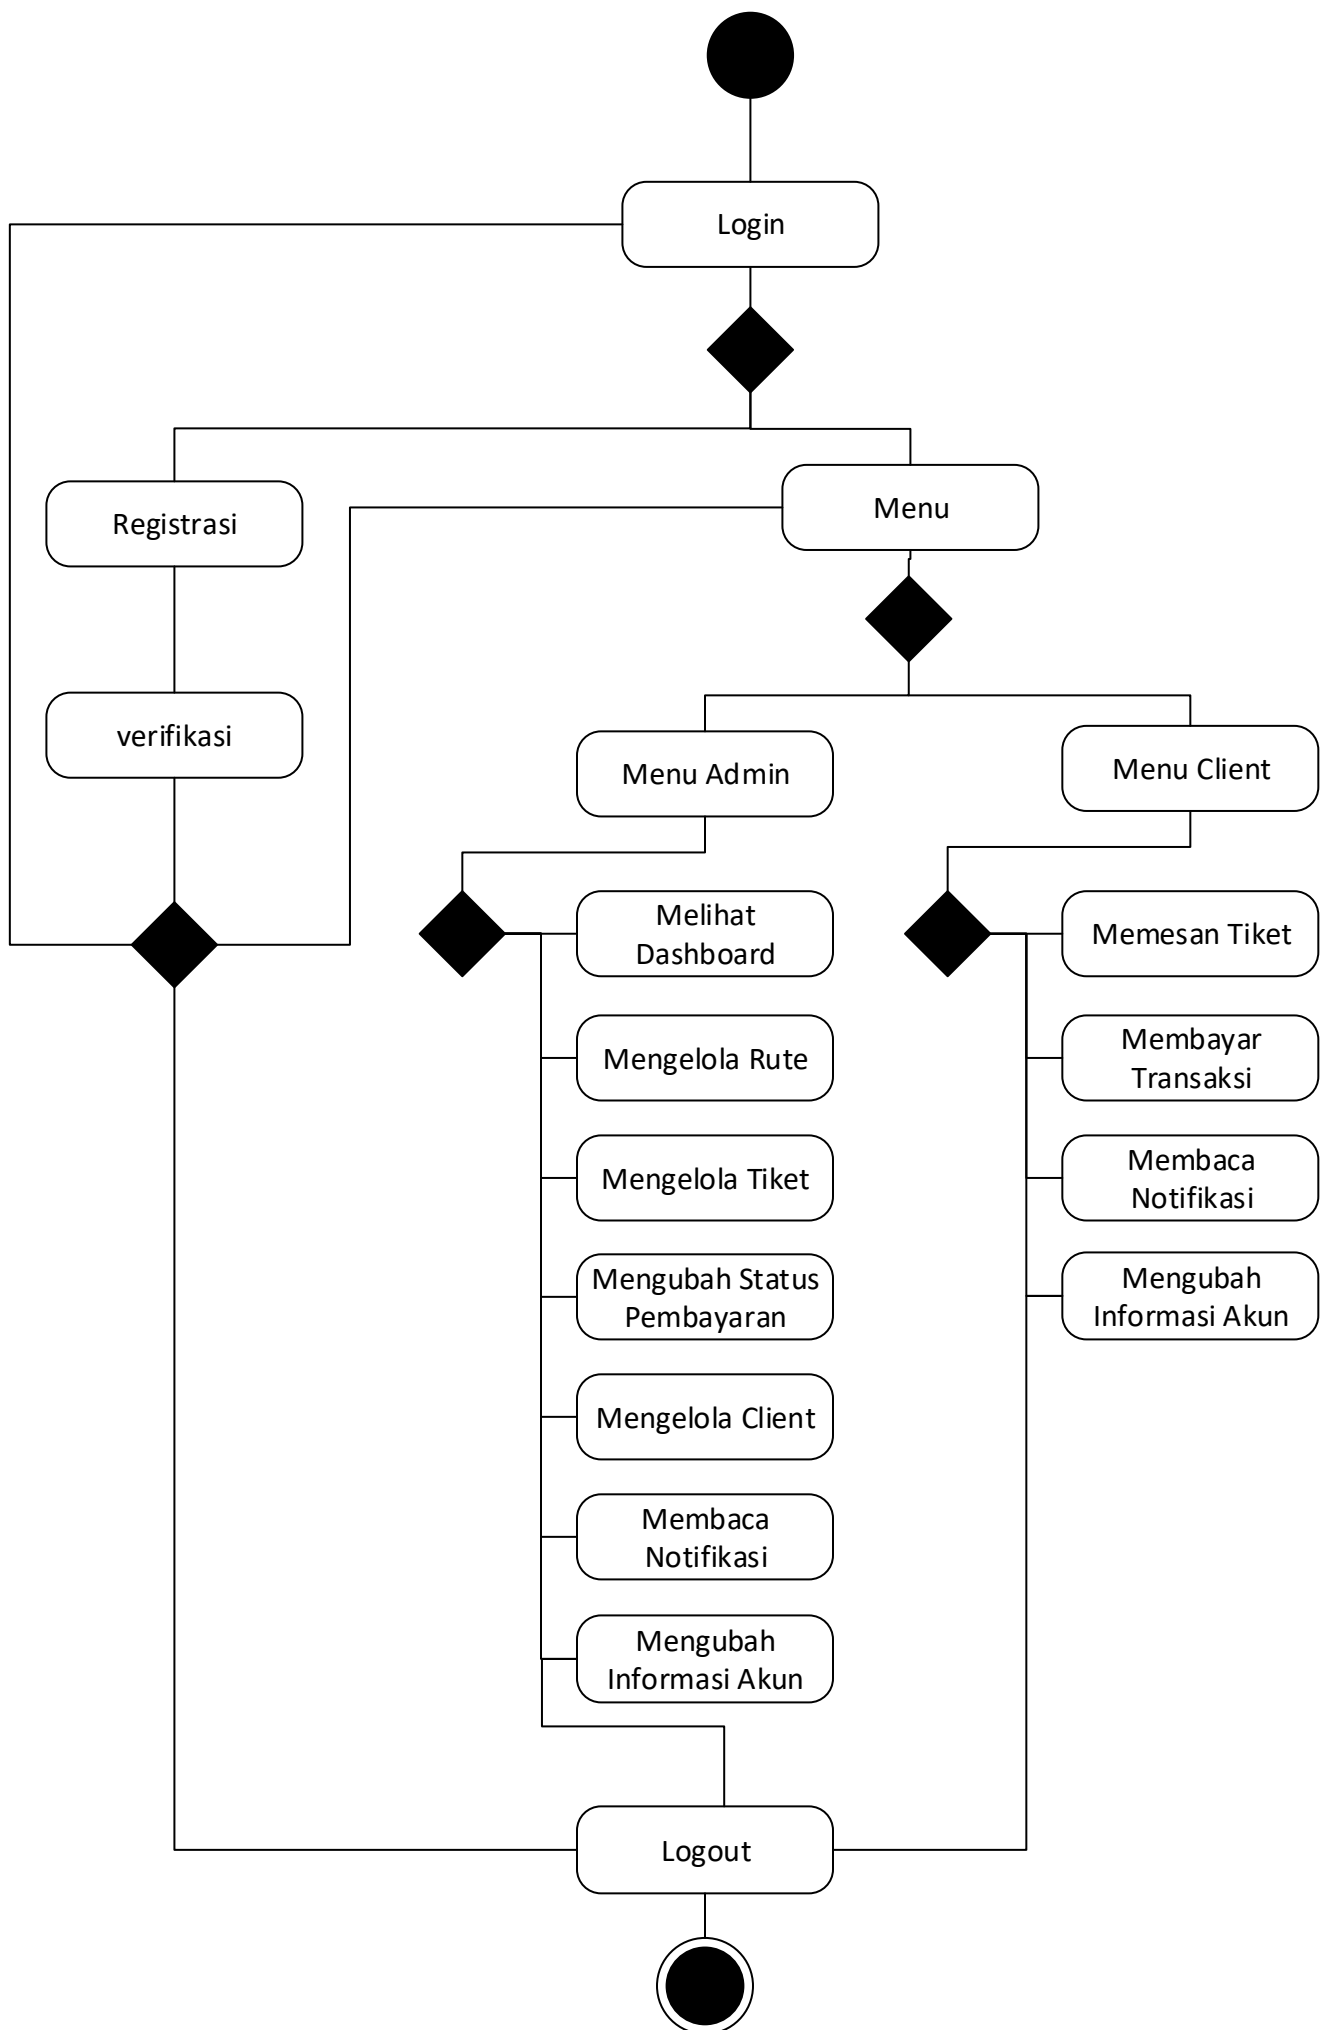 Login
Registrasi
Menu
verifikasi
Menu Admin
Menu Client
Melihat
Dashboard
Memesan Tiket
Mengelola Rute
Membayar
Transaksi
Mengelola Tiket
Membaca
Notifikasi
Mengubah Status
Pembayaran
Mengubah
Informasi Akun
Mengelola Client
Membaca
Notifikasi
Mengubah
Informasi Akun
Logout